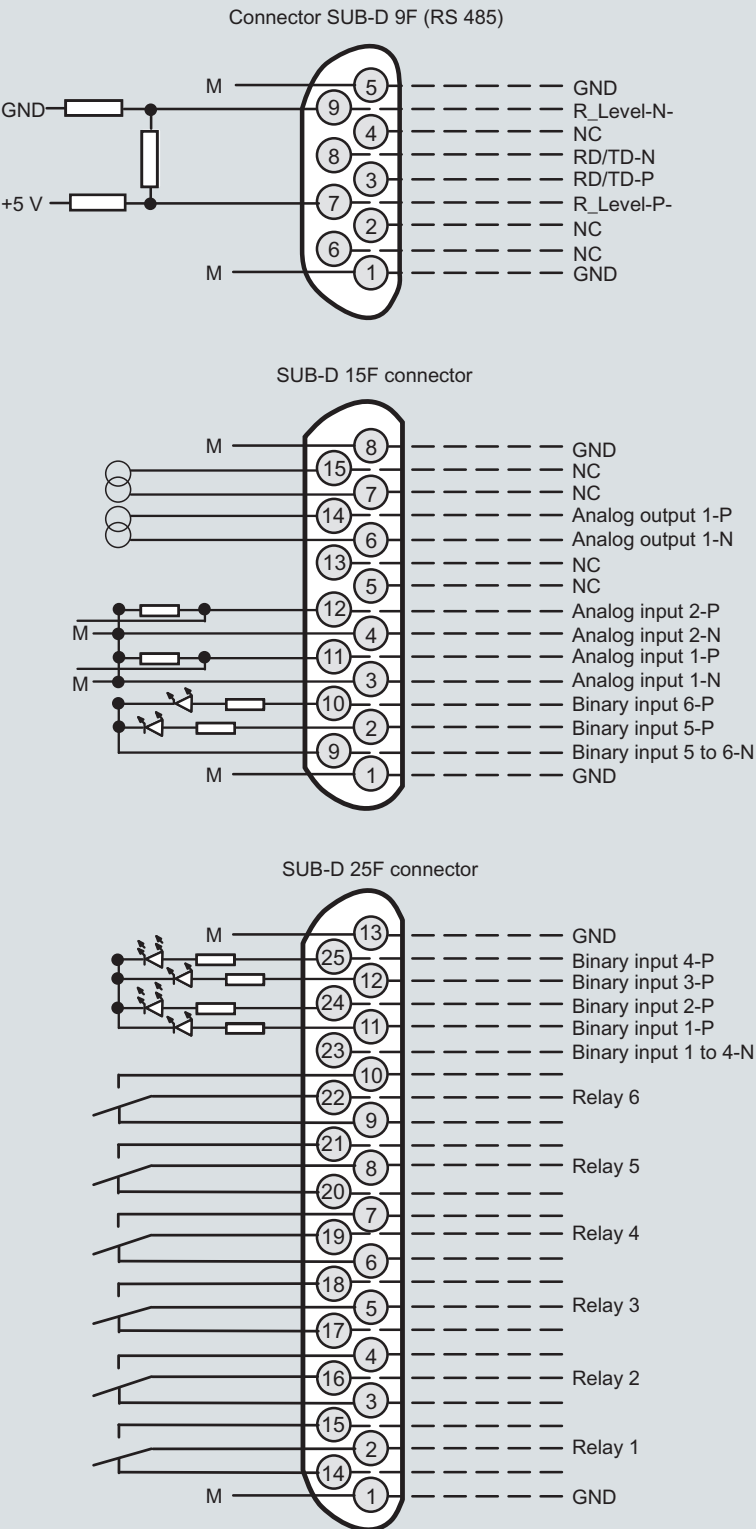 Connector SUB-D 9F (RS 485)
M 5 GND
GND 9 R_Level-N-
4 NC
8 RD/TD-N
3 RD/TD-P
+5 V 7 R_Level-P-
2 NC
6 NC
M 1 GND
SUB-D 15F connector
M 8 GND
15 NC
7 NC
14 Analog output 1-P
6 Analog output 1-N
13 NC
5 NC
12 Analog input 2-P
M 4 Analog input 2-N
11 Analog input 1-P
M 3 Analog input 1-N
10 Binary input 6-P
2 Binary input 5-P
9 Binary input 5 to 6-N
M 1 GND
SUB-D 25F connector
M 13 GND
25 Binary input 4-P
12 Binary input 3-P
24 Binary input 2-P
11 Binary input 1-P
23 Binary input 1 to 4-N
10
22 Relay 6
9
21
8 Relay 5
20
7
19 Relay 4
6
18
5 Relay 3
17
4
16 Relay 2
3
15
2 Relay 1
14
M 1 GND